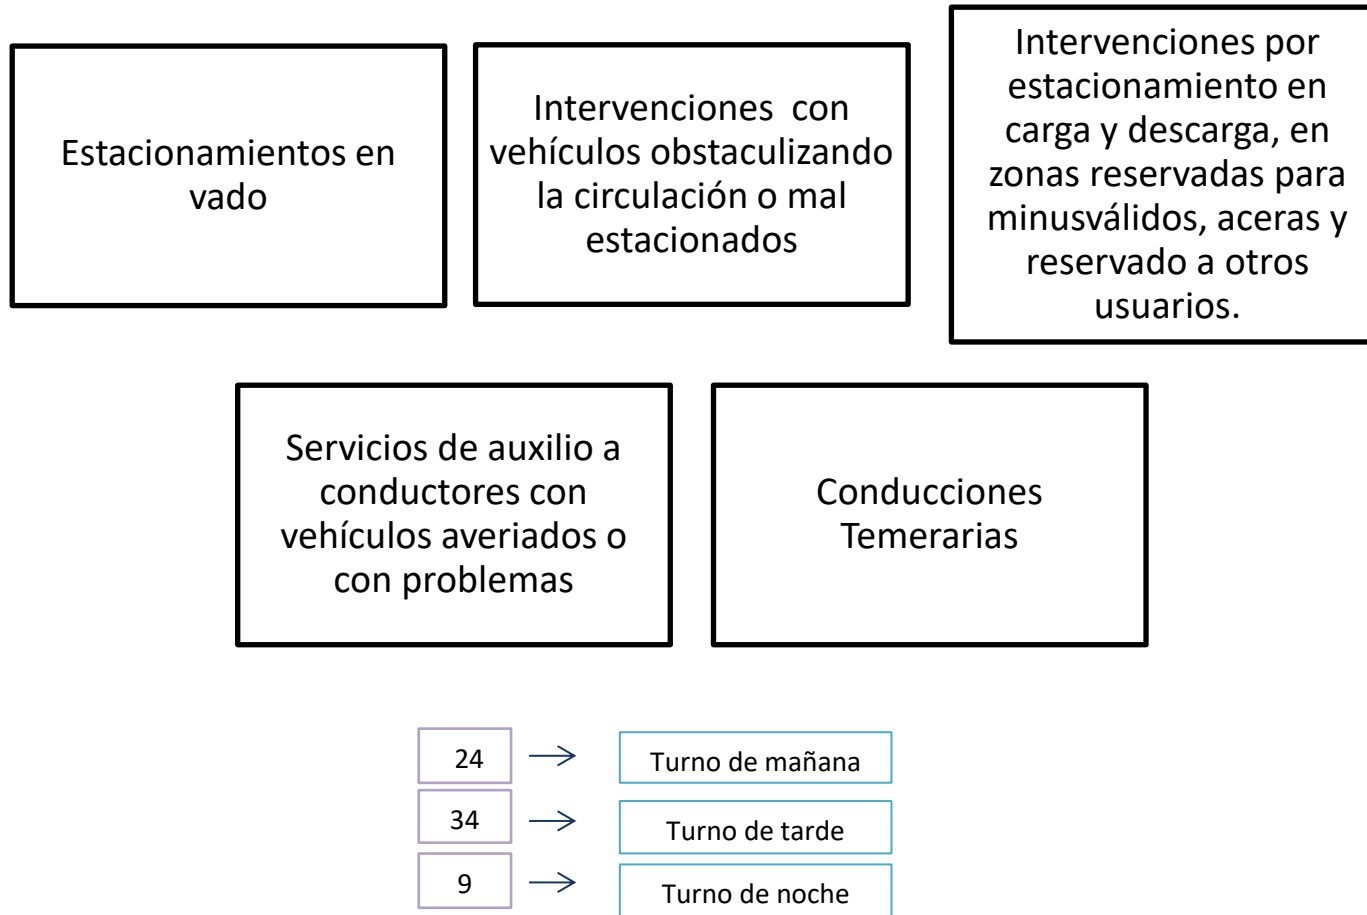 Estacionamientos en
vado
Intervenciones con
vehículos obstaculizando
la circulación o mal
estacionados
Intervenciones por
estacionamiento en
carga y descarga, en
zonas reservadas para
minusválidos, aceras y
reservado a otros
usuarios.
Servicios de auxilio a
conductores con
vehículos averiados o
con problemas
Conducciones
Temerarias
24 Turno de mañana
34 Turno de tarde
9 Turno de noche